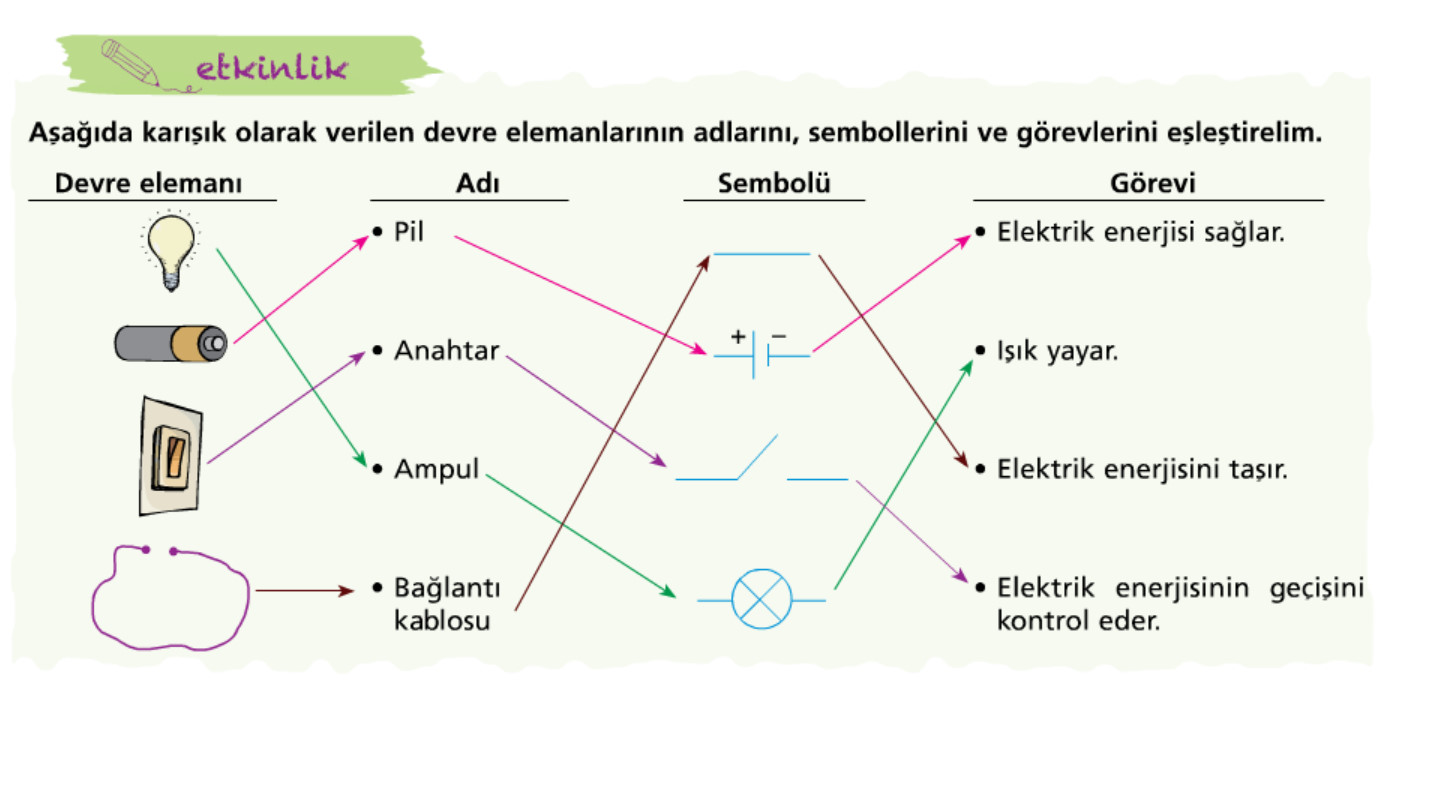 etkinlik
Aşağıda karışık olarak verilen devre elemanlarının adlarını, sembollerini ve görevlerini eşleştirelim.
Devre elemanı Adı Sembolü Görevi
• Pil
• Anahtar
• Ampul
• Bağlantı
kablosu
+ –
• Elektrik enerjisi sağlar.
• Işık yayar.
• Elektrik enerjisini taşır.
• Elektrik enerjisinin geçişini
kontrol eder.